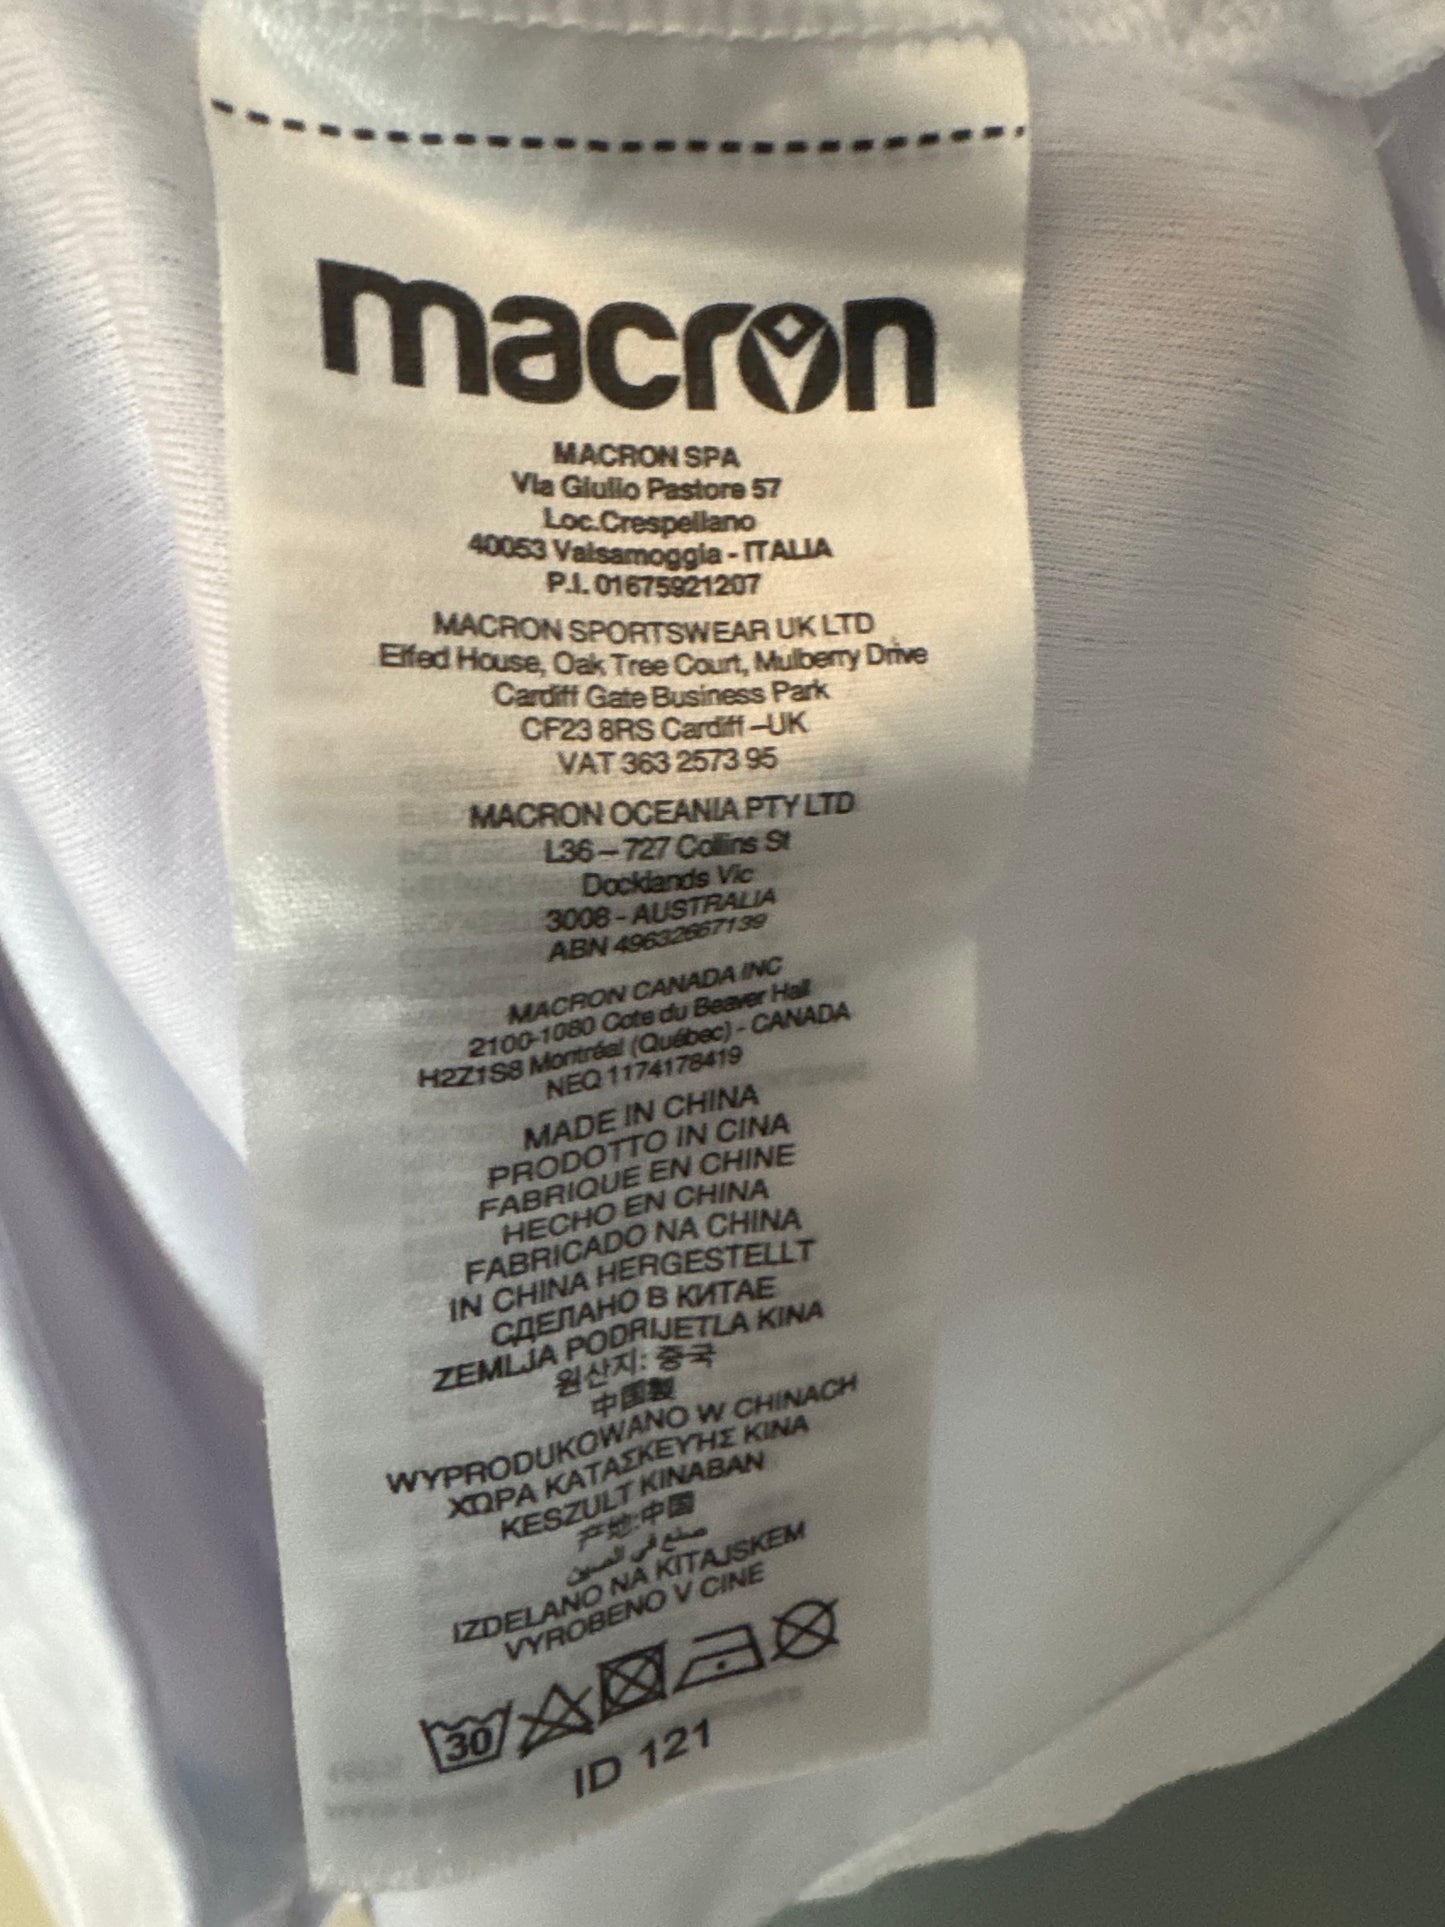 macron
MACRON SPA
Via Giulio Pastore 57
Loc.Crespellano
40053 Valsamoggia - ITALIA
P.I. 01675921207
MACRON SPORTSWEAR UK LTD
Elfed House, Oak Tree Court, Mulberry Drive
Cardiff Gate Business Park
CF23 8RS Cardiff –UK
VAT 363 2573 95
MACRON OCEANIA PTY LTD
L36 – 727 Collins St
Docklands Vic
3008 - AUSTRALIA
ABN 49632667139
MACRON CANADA INC
2100-1080 Cote du Beaver Hall
H2Z1S8 Montréal (Québec) - CANADA
NEQ 1174178419
MADE IN CHINA
PRODOTTO IN CINA
FABRIQUE EN CHINE
HECHO EN CHINA
FABRICADO NA CHINA
IN CHINA HERGESTELLT
СДЕЛАНО В КИТАЕ
ZEMLJA PODRIJETLA KINA
원산지: 중국
中国製
WYPRODUKOWANO W CHINACH
ΧΩΡΑ ΚΑΤΑΣΚΕΥΉΣ ΚΙΝΑ
KESZULT KINABAN
产地:中国
صنع في الصين
IZDELANO NA KITAJSKEM
VYROBENO V CINE
30
ID 121